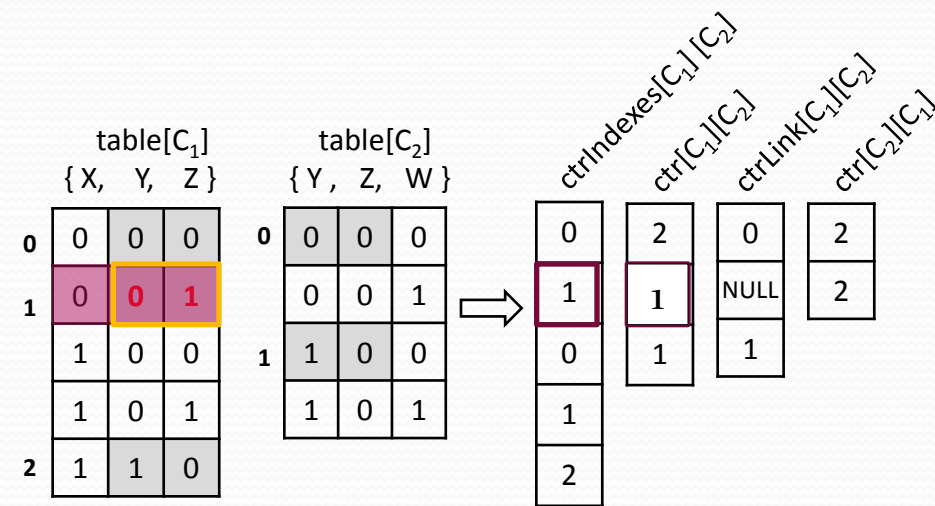 ctrIndexes[C₁][C₂]
ctr[C₁][C₂]
ctrLink[C₁][C₂]
ctr[C₂][C₁]
table[C₁]
{ X, Y, Z }
table[C₂]
{ Y , Z, W }
0 0 0 0
1 0 0 1
1 0 0
1 0 1
2 1 1 0
0 0 0 0
0 0 1
1 1 0 0
1 0 1
0
1
0
1
2
2
1
1
0
NULL
1
2
2